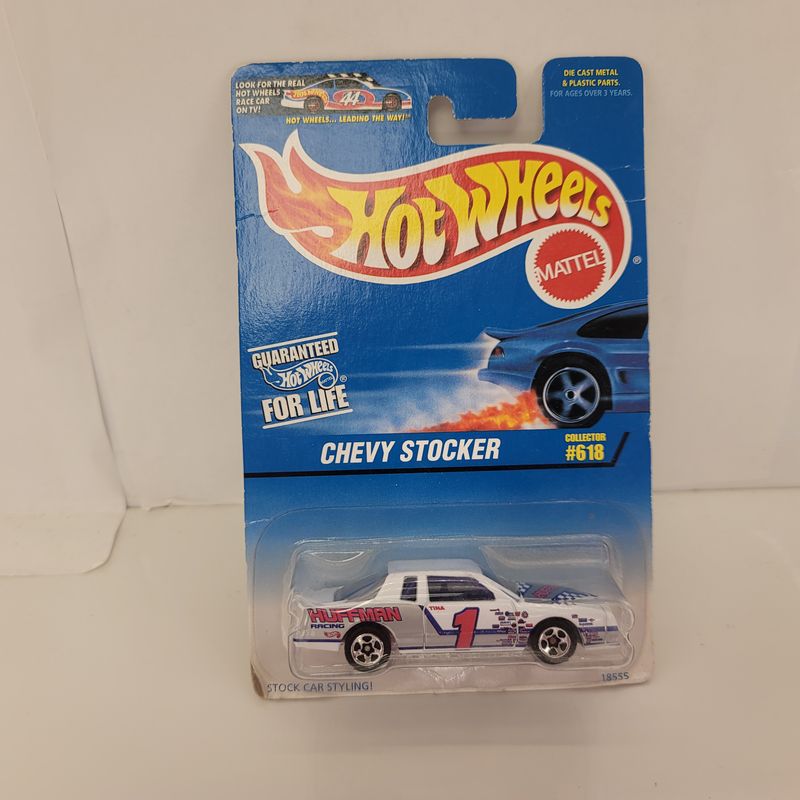 LOOK FOR THE REAL
HOT WHEELS
RACE CAR
ON TV!
44
HOT WHEELS... LEADING THE WAY!™
DIE CAST METAL
& PLASTIC PARTS.
FOR AGES OVER 3 YEARS.
HOT WHEELS
MATTEL
®
GUARANTEED
HOT WHEELS
®
FOR LIFE
CHEVY STOCKER
COLLECTOR
#618
HUFFMAN
RACING
TINA
1
STOCK CAR STYLING!
18555